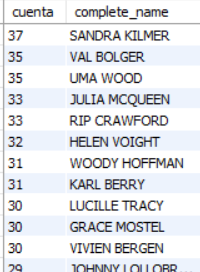 cuenta complete_name
37 SANDRA KILMER
35 VAL BOLGER
35 UMA WOOD
33 JULIA MCQUEEN
33 RIP CRAWFORD
32 HELEN VOIGHT
31 WOODY HOFFMAN
31 KARL BERRY
30 LUCILLE TRACY
30 GRACE MOSTEL
30 VIVIEN BERGEN
29 JOHNNY LOLLOBR...